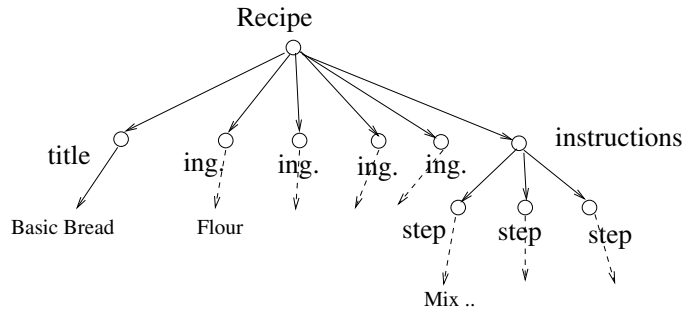 Recipe
title
ing.
ing.
ing.
ing.
instructions
Basic Bread
Flour
step
step
step
Mix ..